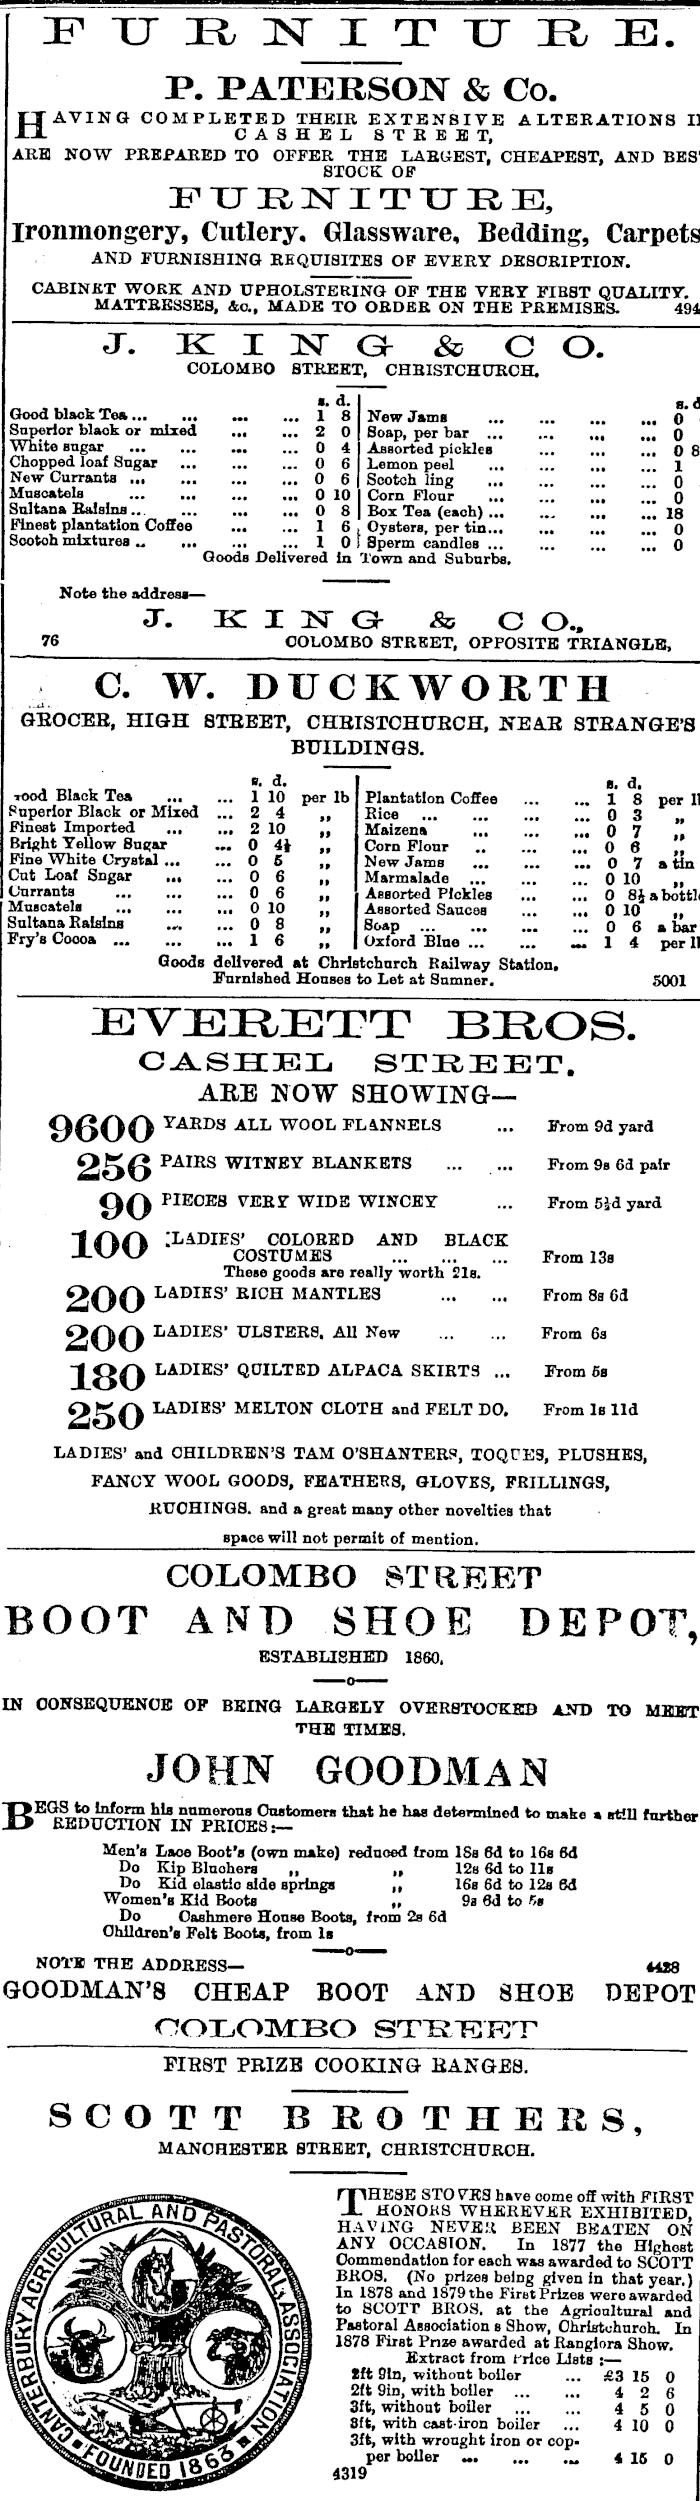 FURNITURE.
P. PATERSON & Co.
HAVING COMPLETED THEIR EXTENSIVE ALTERATIONS
CASHEL STREET,
ARE NOW PREPARED TO OFFER THE LARGEST, CHEAPEST, AND BES
STOCK OF
FURNITURE,
Ironmongery, Cutlery. Glassware, Bedding, Carpets
AND FURNISHING REQUISITES OF EVERY DESCRIPTION.
CABINET WORK AND UPHOLSTERING OF THE VERY FIRST QUALITY.
MATTRESSES, &c., MADE TO ORDER ON THE PREMISES. 494
J. KING & CO.
COLOMBO STREET, CHRISTCHURCH.
s. d.
Good black Tea ... ... ... ... 1 8
Superior black or mixed ... ... 2 0
White sugar ... ... ... ... 0 4
Chopped loaf Sugar ... ... ... 0 6
New Currants ... ... ... ... 0 6
Muscatels ... ... ... ... 0 10
Sultana Raisins ... ... ... ... 0 8
Finest plantation Coffee ... ... 1 6
Scotch mixtures .. ... ... ... 1 0
s. d
New Jams ... ... ... ... 0
Soap, per bar ... ... ... ... 0
Assorted pickles ... ... ... 0 8
Lemon peel ... ... ... ... 1
Scotch ling ... ... ... ... 0
Corn Flour ... ... ... ... 0
Box Tea (each) ... ... ... ... 18
Oysters, per tin... ... ... ... 0
Sperm candles ... ... ... ... 0
Goods Delivered in Town and Suburbs.
Note the address—
J. KING & CO.,
76 COLOMBO STREET, OPPOSITE TRIANGLE,
C. W. DUCKWORTH
GROCER, HIGH STREET, CHRISTCHURCH, NEAR STRANGE'S
BUILDINGS.
s. d.
ood Black Tea ... ... 1 10 per lb
Superior Black or Mixed ... 2 4 „
Finest Imported ... ... 2 10 „
Bright Yellow Sugar ... 0 4½ „
Fine White Crystal ... ... 0 5 „
Cut Loaf Sugar ... ... 0 6 „
Currants ... ... ... 0 6 „
Muscatels ... ... ... 0 10 „
Sultana Raisins ... ... 0 8 „
Fry's Cocoa ... ... ... 1 6 „
s. d.
Plantation Coffee ... ... 1 8 per l
Rice ... ... ... ... 0 3 „
Maizena ... ... ... 0 7 „
Corn Flour .. ... ... 0 6 „
New Jams ... ... ... 0 7 a tin
Marmalade ... ... ... 0 10 „
Assorted Pickles ... ... 0 8½ a bottl
Assorted Sauces ... ... 0 10 „
Soap ... ... ... ... 0 6 a bar
Oxford Blue ... ... ... 1 4 per l
Goods delivered at Christchurch Railway Station.
Furnished Houses to Let at Sumner. 5001
EVERETT BROS.
CASHEL STREET.
ARE NOW SHOWING—
9600 YARDS ALL WOOL FLANNELS ... From 9d yard
256 PAIRS WITNEY BLANKETS ... ... From 9s 6d pair
90 PIECES VERY WIDE WINCEY ... From 5½d yard
100 LADIES' COLORED AND BLACK
COSTUMES ... ... ... From 13s
These goods are really worth 21s.
200 LADIES' RICH MANTLES ... ... From 8s 6d
200 LADIES' ULSTERS, All New ... ... From 6s
180 LADIES' QUILTED ALPACA SKIRTS ... From 5s
250 LADIES' MELTON CLOTH and FELT DO. From 1s 11d
LADIES' and CHILDREN'S TAM O'SHANTERS, TOQUES, PLUSHES,
FANCY WOOL GOODS, FEATHERS, GLOVES, FRILLINGS,
RUCHINGS. and a great many other novelties that
space will not permit of mention.
COLOMBO STREET
BOOT AND SHOE DEPOT,
ESTABLISHED 1860.
IN CONSEQUENCE OF BEING LARGELY OVERSTOCKED AND TO MEET
THE TIMES.
JOHN GOODMAN
BEGS to inform his numerous Customers that he has determined to make a still further
REDUCTION IN PRICES:—
Men's Lace Boot's (own make) reduced from 18s 6d to 16s 6d
Do Kip Bluchers „ „ 12s 6d to 11s
Do Kid elastic side springs „ 16s 6d to 12s 6d
Women's Kid Boots „ 9s 6d to 5s
Do Cashmere House Boots, from 2s 6d
Children's Felt Boots, from 1s
NOTE THE ADDRESS— 4428
GOODMAN'S CHEAP BOOT AND SHOE DEPOT
COLOMBO STREET
FIRST PRIZE COOKING RANGES.
SCOTT BROTHERS,
MANCHESTER STREET, CHRISTCHURCH.
CANTERBURY AGRICULTURAL AND PASTORAL ASSOCIATION
FOUNDED 1863
THESE STOVES have come off with FIRST
HONORS WHEREVER EXHIBITED,
HAVING NEVER BEEN BEATEN ON
ANY OCCASION. In 1877 the Highest
Commendation for each was awarded to SCOTT
BROS. (No prizes being given in that year.)
In 1878 and 1879 the First Prizes were awarded
to SCOTT BROS. at the Agricultural and
Pastoral Association s Show, Christchurch. In
1878 First Prize awarded at Rangiora Show.
Extract from Price Lists :—
2ft 9in, without boiler ... £3 15 0
2ft 9in, with boiler ... ... 4 2 6
3ft, without boiler ... ... 4 5 0
3ft, with cast-iron boiler ... 4 10 0
3ft, with wrought iron or cop-
per boiler ... ... ... 4 15 0
4319